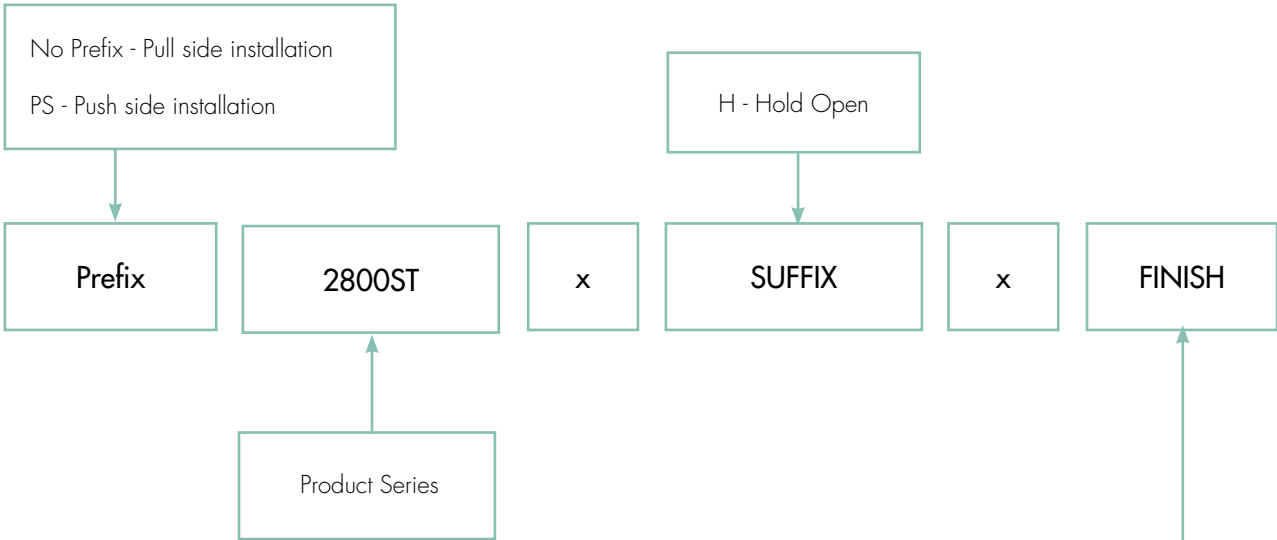 No Prefix - Pull side installation
PS - Push side installation
H - Hold Open
Prefix
2800ST
x
SUFFIX
x
FINISH
Product Series